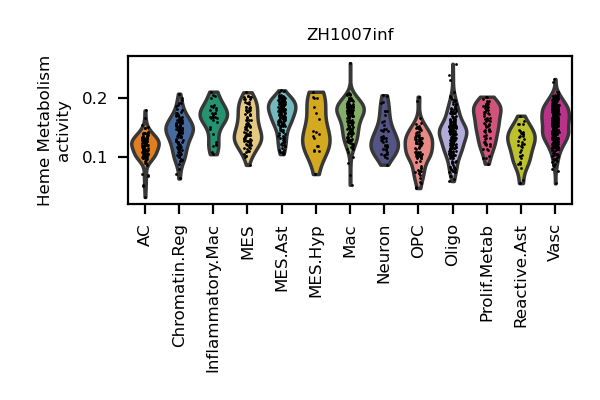 ZH1007inf
Heme Metabolism
activity
0.2
0.1
AC
Chromatin.Reg
Inflammatory.Mac
MES
MES.Ast
MES.Hyp
Mac
Neuron
OPC
Oligo
Prolif.Metab
Reactive.Ast
Vasc